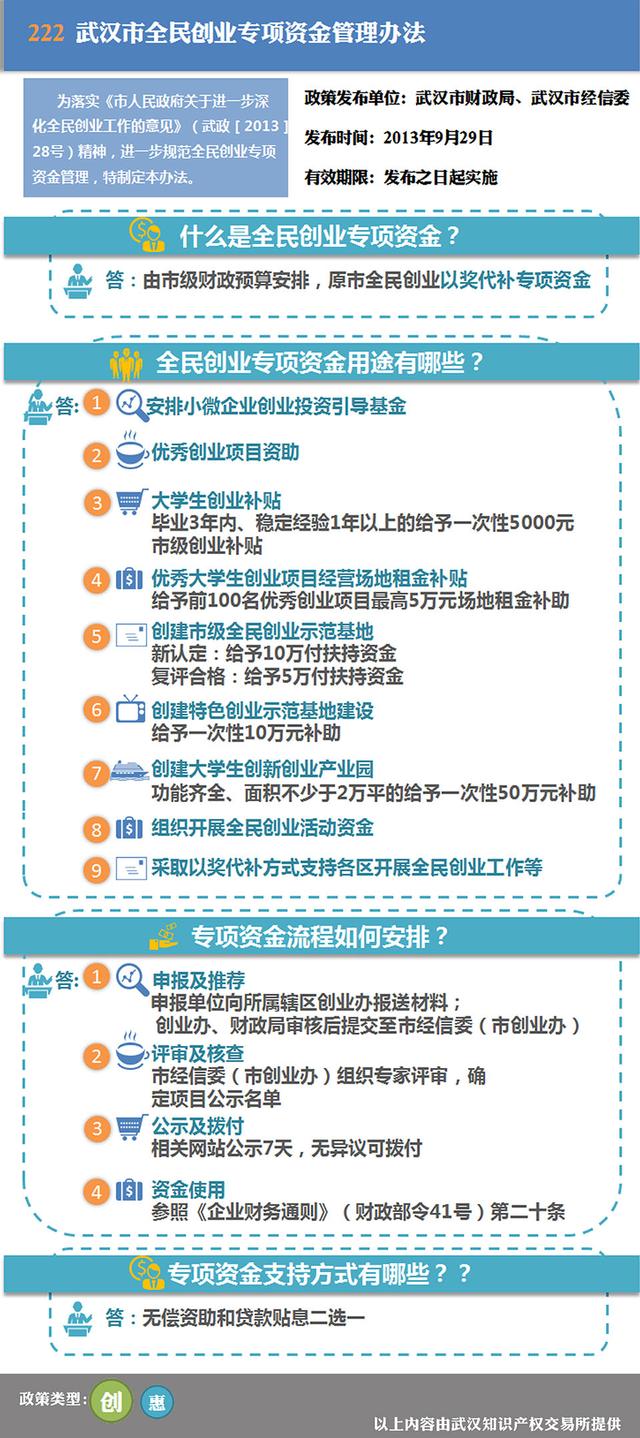 222 武汉市全民创业专项资金管理办法
为落实《市人民政府关于进一步深
化全民创业工作的意见》（武政［2013］
28号）精神，进一步规范全民创业专项
资金管理，特制定本办法。
政策发布单位：武汉市财政局、武汉市经信委
发布时间：2013年9月29日
有效期限：发布之日起实施
什么是全民创业专项资金？
答：由市级财政预算安排，原市全民创业以奖代补专项资金
全民创业专项资金用途有哪些？
答: 1 安排小微企业创业投资引导基金
2 优秀创业项目资助
3 大学生创业补贴
毕业3年内、稳定经验1年以上的给予一次性5000元
市级创业补贴
4 优秀大学生创业项目经营场地租金补贴
给予前100名优秀创业项目最高5万元场地租金补助
5 创建市级全民创业示范基地
新认定：给予10万付扶持资金
复评合格：给予5万付扶持资金
6 创建特色创业示范基地建设
给予一次性10万元补助
7 创建大学生创新创业产业园
功能齐全、面积不少于2万平的给予一次性50万元补助
8 组织开展全民创业活动资金
9 采取以奖代补方式支持各区开展全民创业工作等
专项资金流程如何安排？
答: 1 申报及推荐
申报单位向所属辖区创业办报送材料；
创业办、财政局审核后提交至市经信委（市创业办）
2 评审及核查
市经信委（市创业办）组织专家评审，确
定项目公示名单
3 公示及拨付
相关网站公示7天，无异议可拨付
4 资金使用
参照《企业财务通则》（财政部令41号）第二十条
专项资金支持方式有哪些？？
答：无偿资助和贷款贴息二选一
政策类型: 创 惠
以上内容由武汉知识产权交易所提供